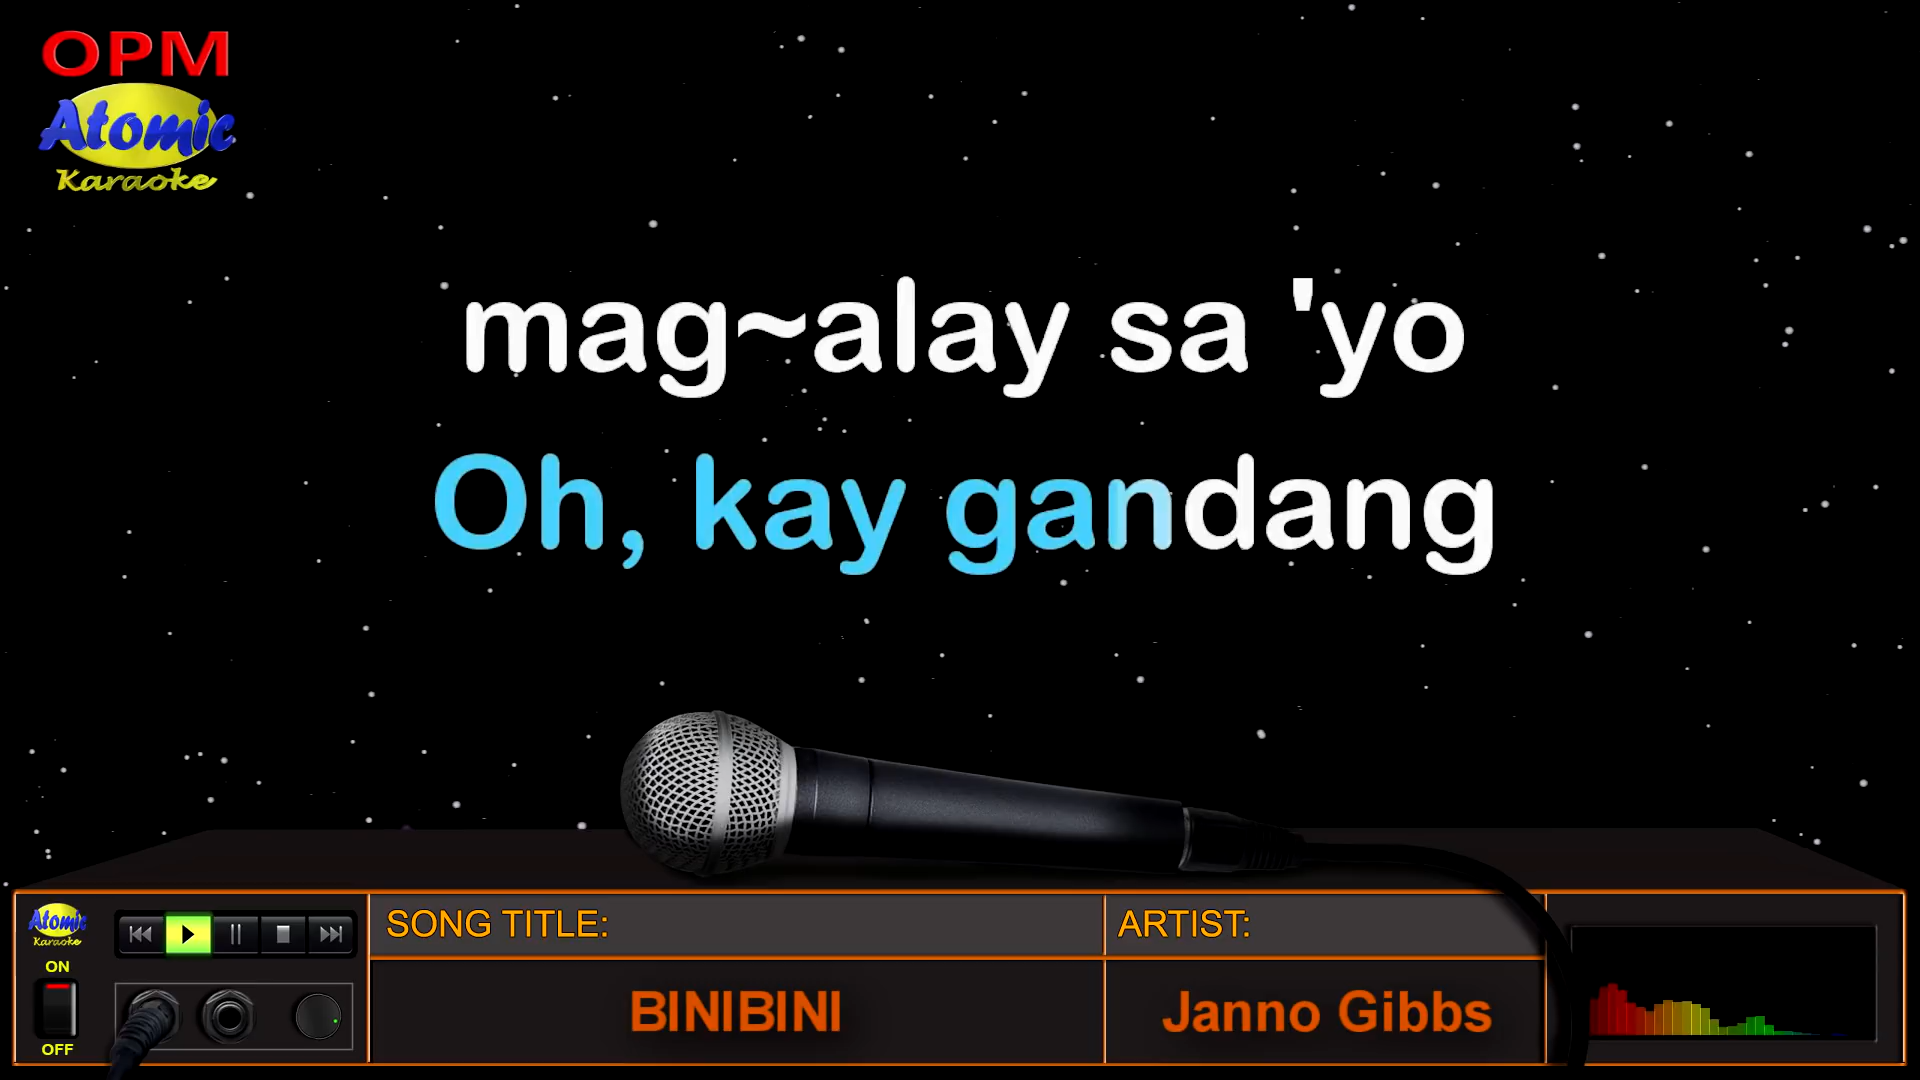 OPM
Atomic
Karaoke
mag~alay sa 'yo
Oh, kay gandang
Atomic
Karaoke
ON
OFF
SONG TITLE:
BINIBINI
ARTIST:
Janno Gibbs